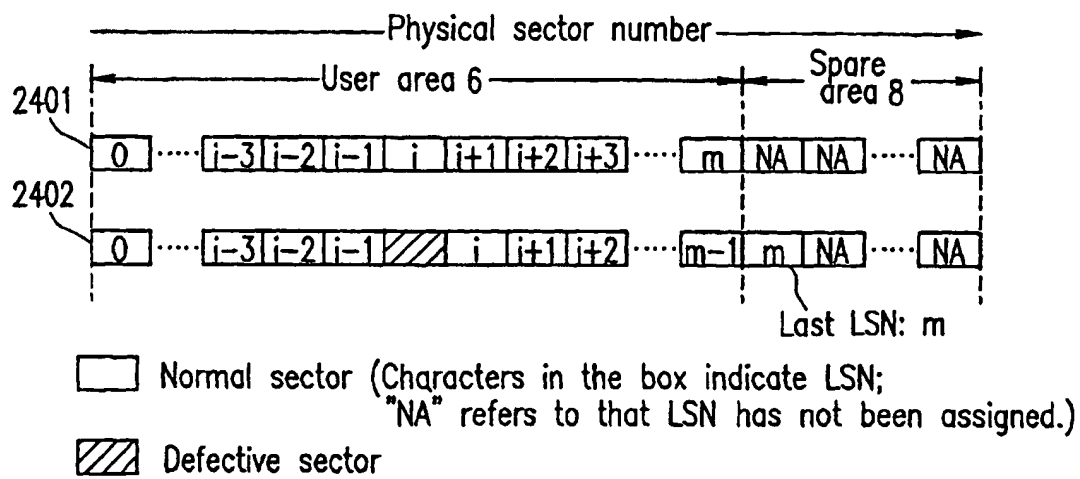 Physical sector number
User area 6 Spare area 8
2401
0 ····· i-3 i-2 i-1 i i+1 i+2 i+3 ····· m NA NA ····· NA
2402
0 ····· i-3 i-2 i-1 i i+1 i+2 ····· m-1 m NA ····· NA
Last LSN: m
Normal sector (Characters in the box indicate LSN;
"NA" refers to that LSN has not been assigned.)
Defective sector